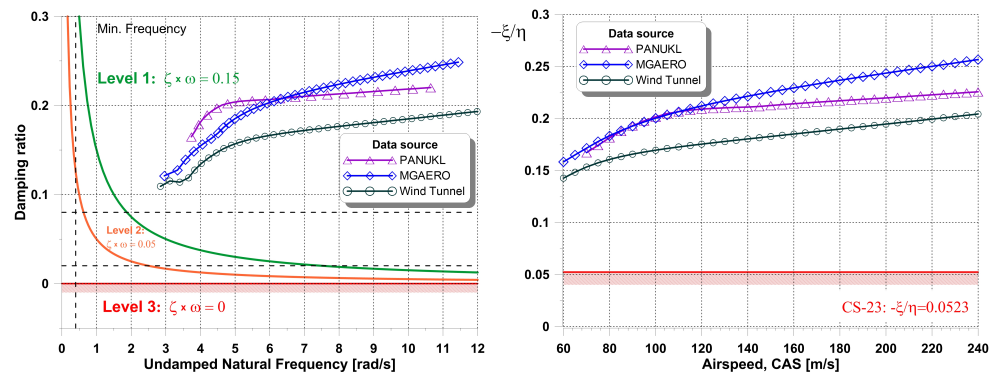 0.3
0.2
0.1
0
Damping ratio
Min. Frequency
Level 1: ζ × ω = 0.15
Data source
PANUKL
MGAERO
Wind Tunnel
Level 2:
ζ × ω = 0.05
Level 3: ζ × ω = 0
0 1 2 3 4 5 6 7 8 9 10 11 12
Undamped Natural Frequency [rad/s]
−ξ/η
0.3
0.25
0.2
0.15
0.1
0.05
0
Data source
PANUKL
MGAERO
Wind Tunnel
CS-23: -ξ/η=0.0523
60 80 100 120 140 160 180 200 220 240
Airspeed, CAS [m/s]